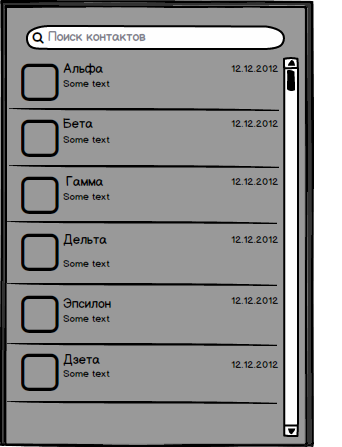 Поиск контактов
Альфа 12.12.2012
Some text
Бета 12.12.2012
Some text
Гамма 12.12.2012
Some text
Дельта 12.12.2012
Some text
Эпсилон 12.12.2012
Some text
Дзета 12.12.2012
Some text